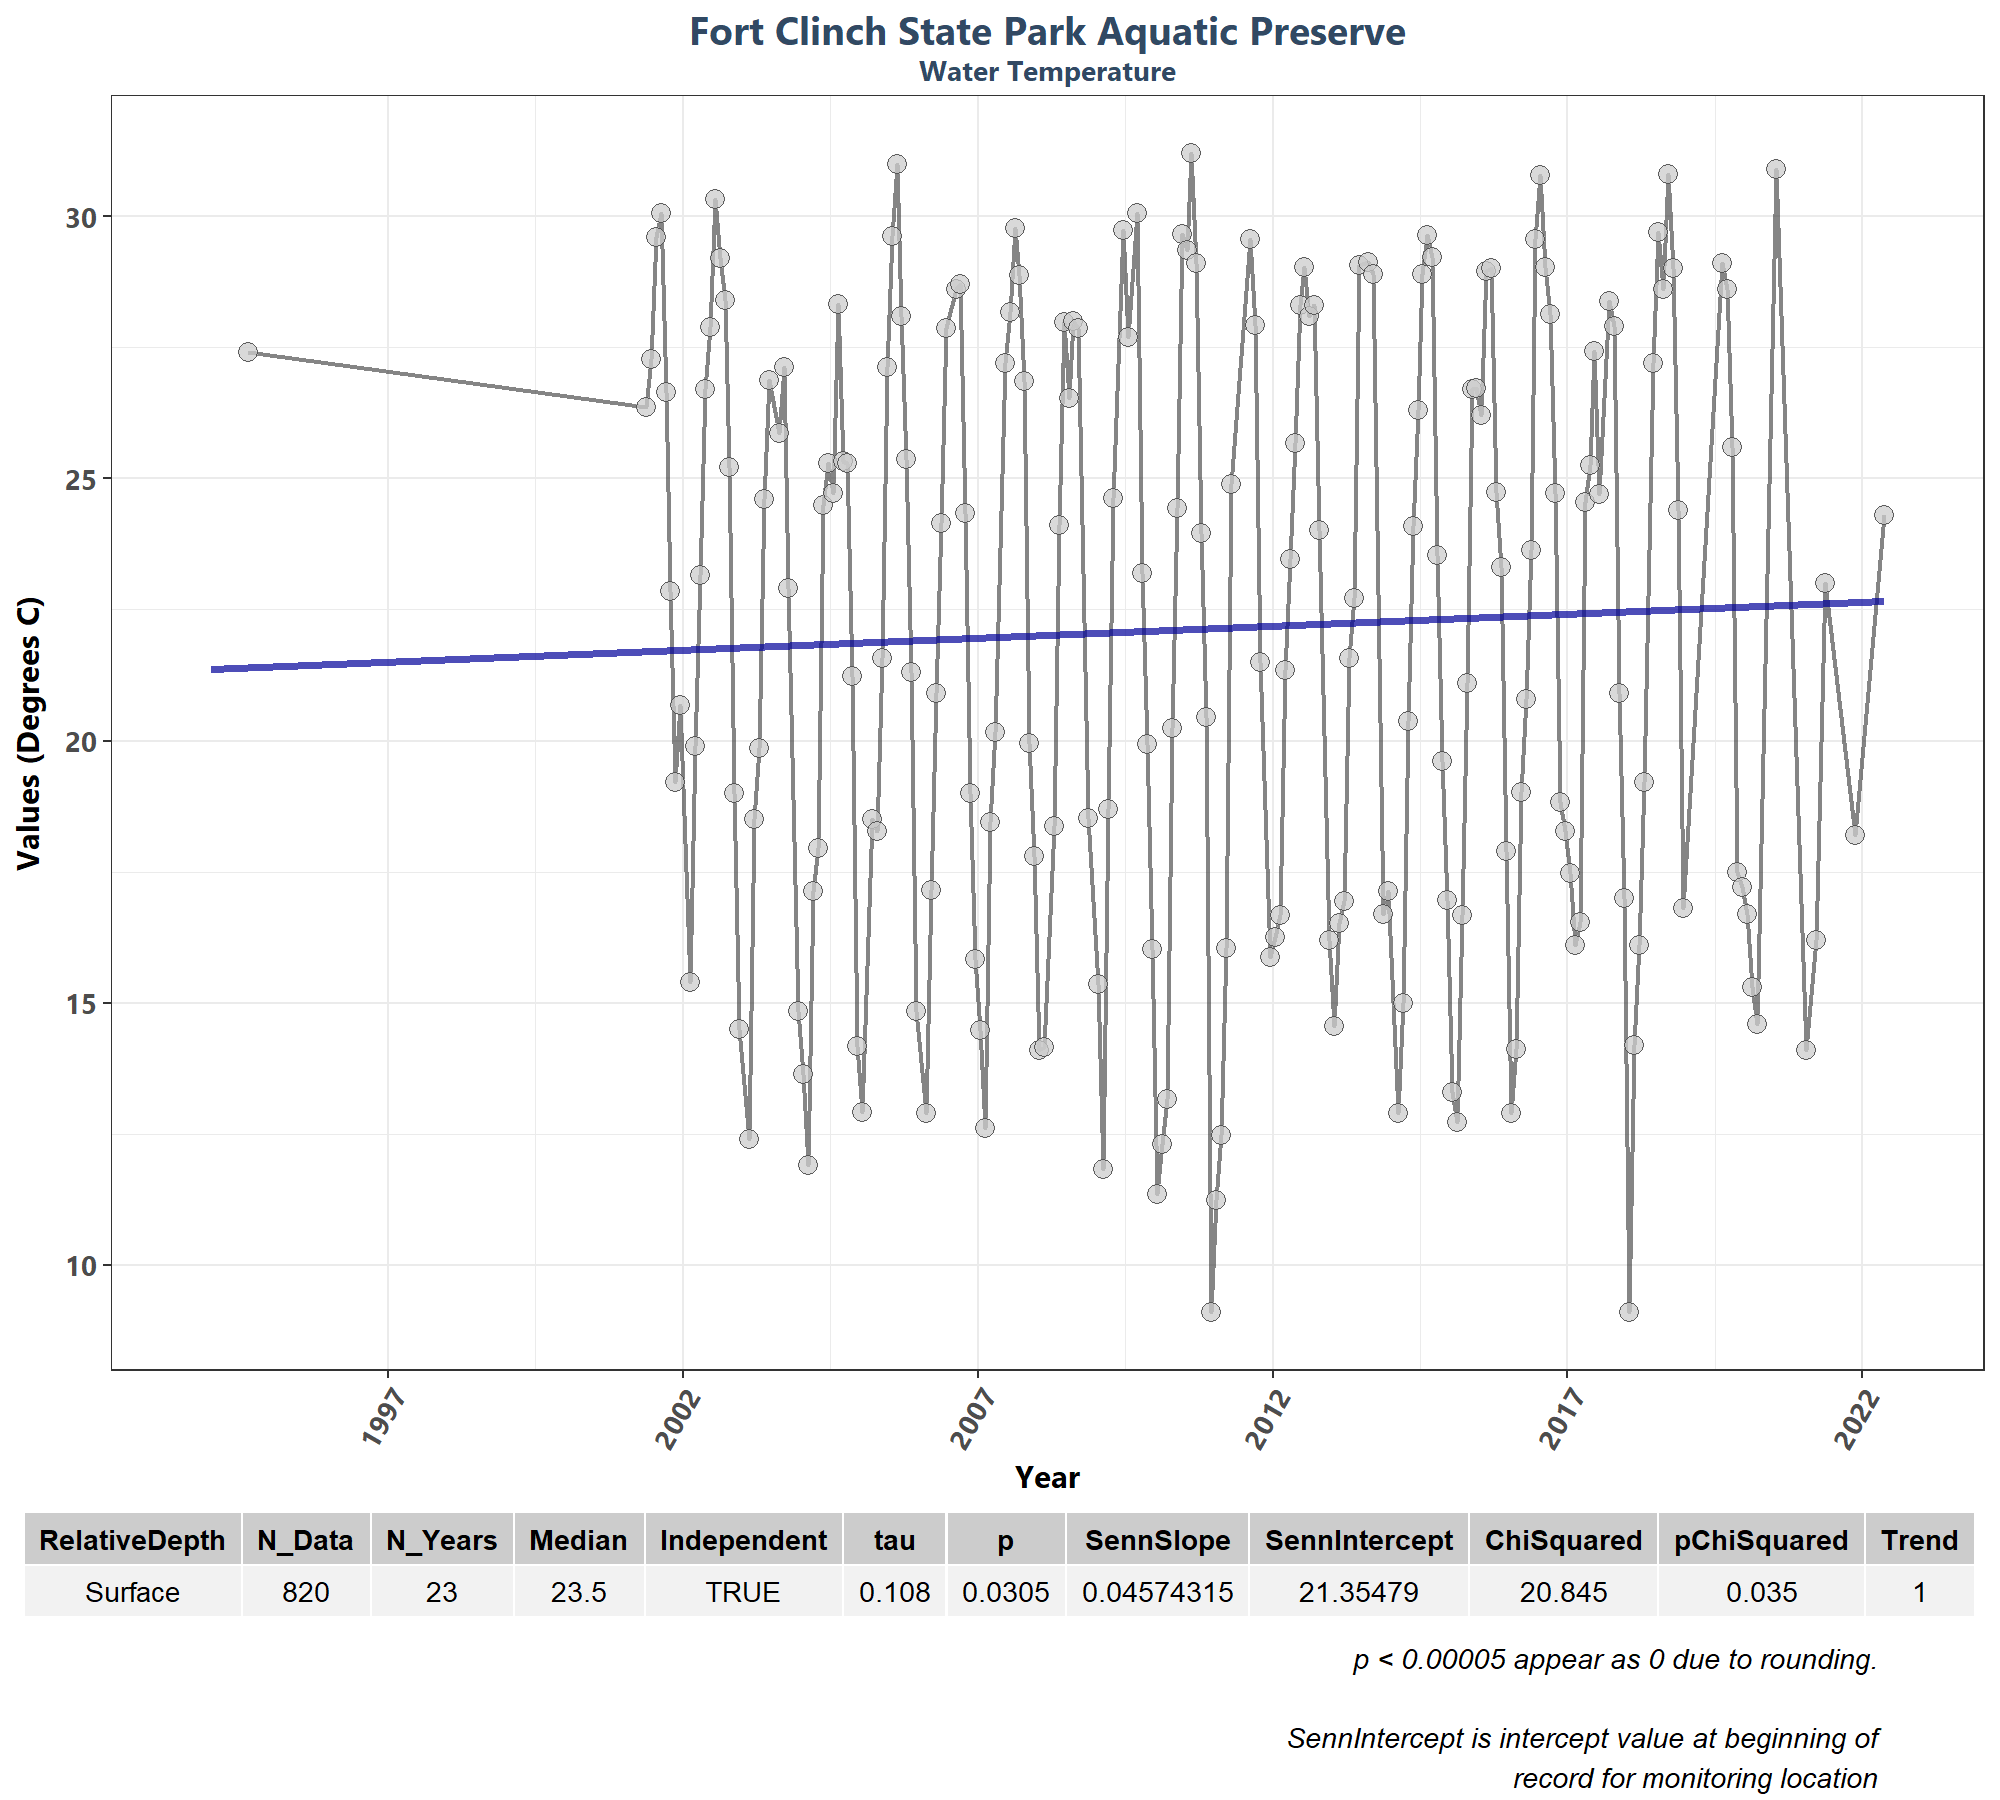 Fort Clinch State Park Aquatic Preserve
Water Temperature
Values (Degrees C)
30
25
20
15
10
1997
2002
2007
2012
2017
2022
Year
RelativeDepth N_Data N_Years Median Independent tau p SennSlope SennIntercept ChiSquared pChiSquared Trend
Surface 820 23 23.5 TRUE 0.108 0.0305 0.04574315 21.35479 20.845 0.035 1
p < 0.00005 appear as 0 due to rounding.
SennIntercept is intercept value at beginning of
record for monitoring location